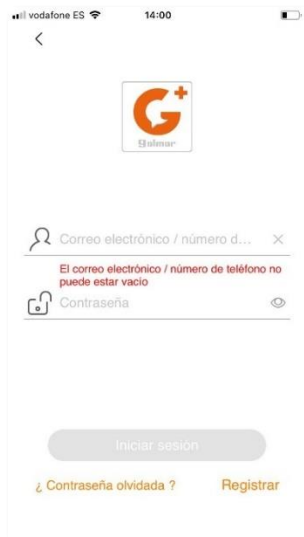 vodafone ES 14:00
G+
Golmar
Correo electrónico / número d...
El correo electrónico / número de teléfono no
puede estar vacío
Contraseña
Iniciar sesión
¿ Contraseña olvidada ? Registrar